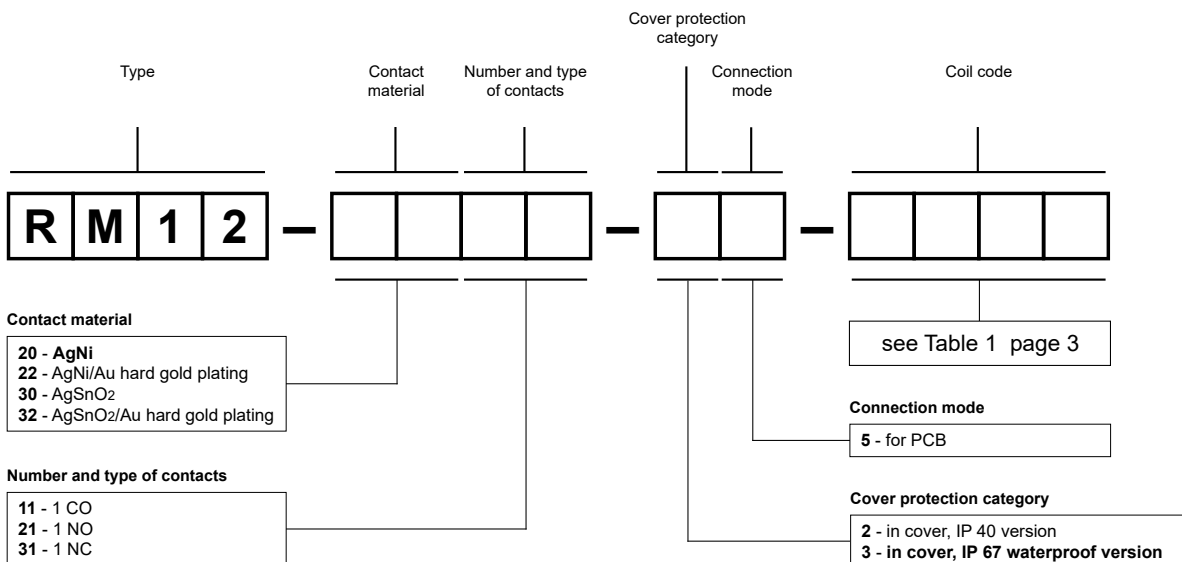 Cover protection
category
Type
Contact
material
Number and type
of contacts
Connection
mode
Coil code
R M 1 2 – – –
Contact material
20 - AgNi
22 - AgNi/Au hard gold plating
30 - AgSnO2
32 - AgSnO2/Au hard gold plating
see Table 1 page 3
Connection mode
5 - for PCB
Number and type of contacts
11 - 1 CO
21 - 1 NO
31 - 1 NC
Cover protection category
2 - in cover, IP 40 version
3 - in cover, IP 67 waterproof version